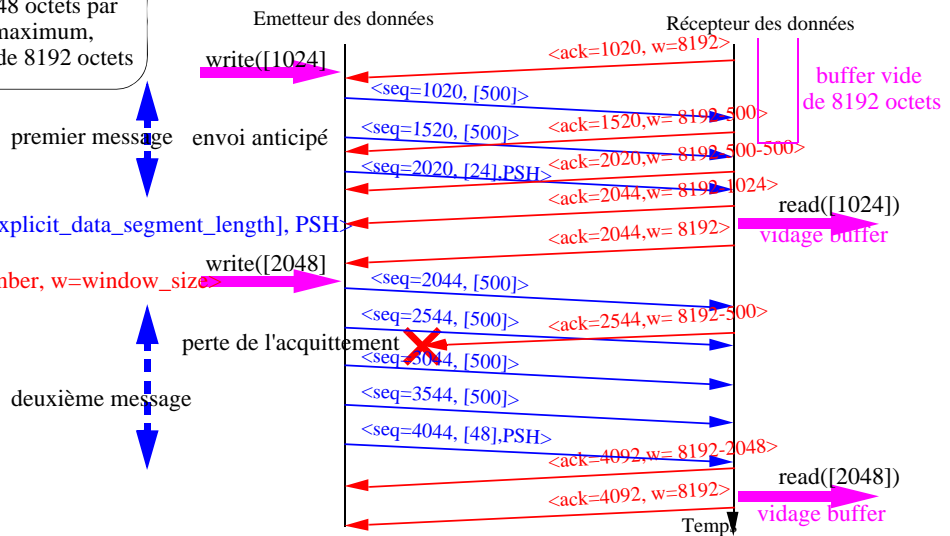 48 octets par
maximum,
de 8192 octets
Emetteur des données
Récepteur des données
<ack=1020, w=8192>
write([1024]
buffer vide
de 8192 octets
<seq=1020, [500]>
premier message
envoi anticipé
<ack=1520,w= 8192-500>
<seq=1520, [500]>
<ack=2020,w= 8192-500-500>
<seq=2020, [24],PSH>
<ack=2044,w= 8192-1024>
read([1024])
xplicit_data_segment_length], PSH>
vidage buffer
<ack=2044,w= 8192>
write([2048]
nber, w=window_size>
<seq=2044, [500]>
<seq=2544, [500]>
<ack=2544,w= 8192-500>
perte de l'acquittement
<seq=3044, [500]>
deuxième message
<seq=3544, [500]>
<seq=4044, [48],PSH>
<ack=4092,w= 8192-2048>
read([2048])
<ack=4092, w=8192>
vidage buffer
Temps